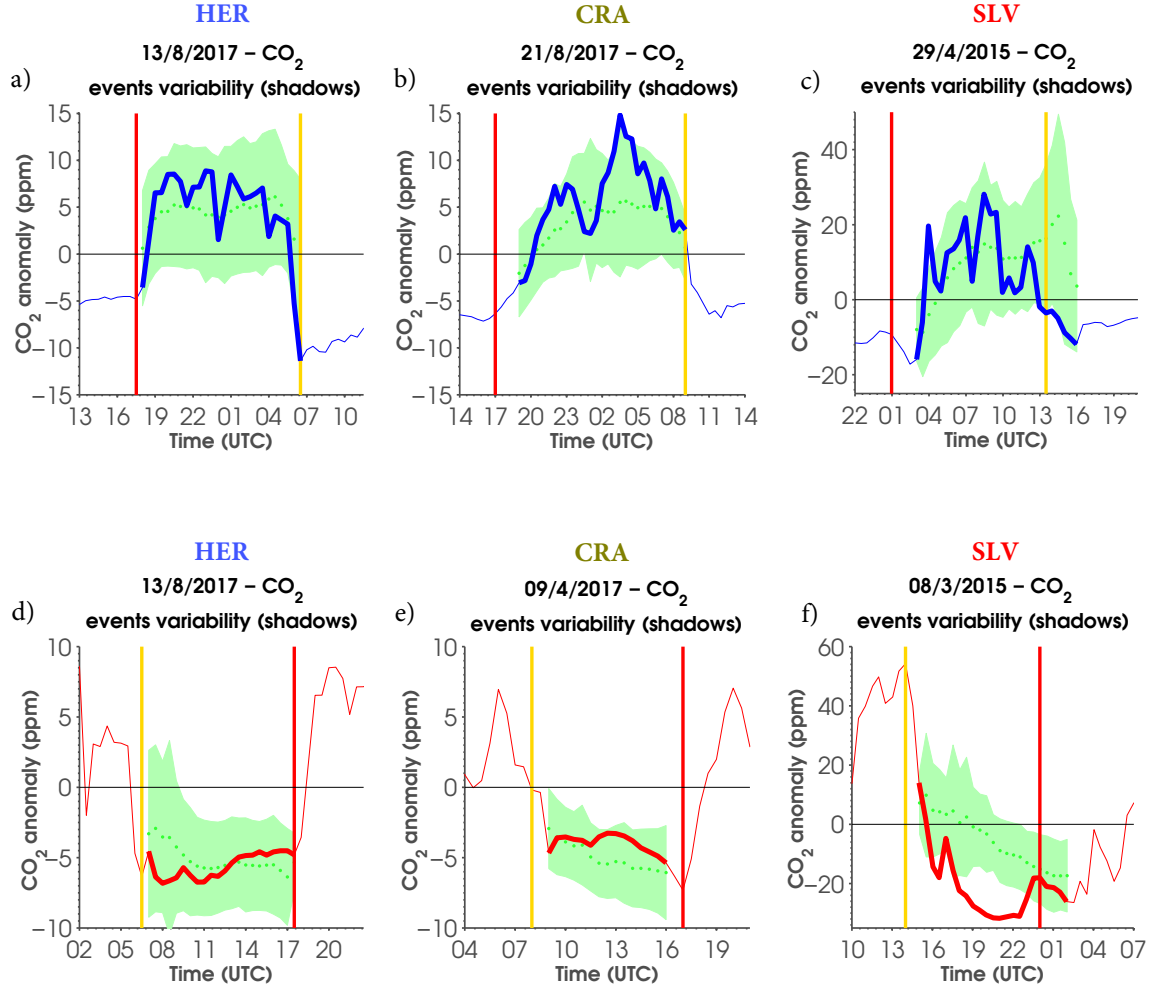 HER
13/8/2017 – CO2
events variability (shadows)
a)
CO2 anomaly (ppm)
15
10
5
0
−5
−10
−15
13 16 19 22 01 04 07 10
Time (UTC)
CRA
21/8/2017 – CO2
events variability (shadows)
b)
CO2 anomaly (ppm)
15
10
5
0
−5
−10
−15
14 17 20 23 02 05 08 11 14
Time (UTC)
SLV
29/4/2015 – CO2
events variability (shadows)
c)
CO2 anomaly (ppm)
40
20
0
−20
22 01 04 07 10 13 16 19
Time (UTC)
HER
13/8/2017 – CO2
events variability (shadows)
d)
CO2 anomaly (ppm)
10
5
0
−5
−10
02 05 08 11 14 17 20
Time (UTC)
CRA
09/4/2017 – CO2
events variability (shadows)
e)
CO2 anomaly (ppm)
10
5
0
−5
−10
04 07 10 13 16 19
Time (UTC)
SLV
08/3/2015 – CO2
events variability (shadows)
f)
CO2 anomaly (ppm)
60
40
20
0
−20
10 13 16 19 22 01 04 07
Time (UTC)